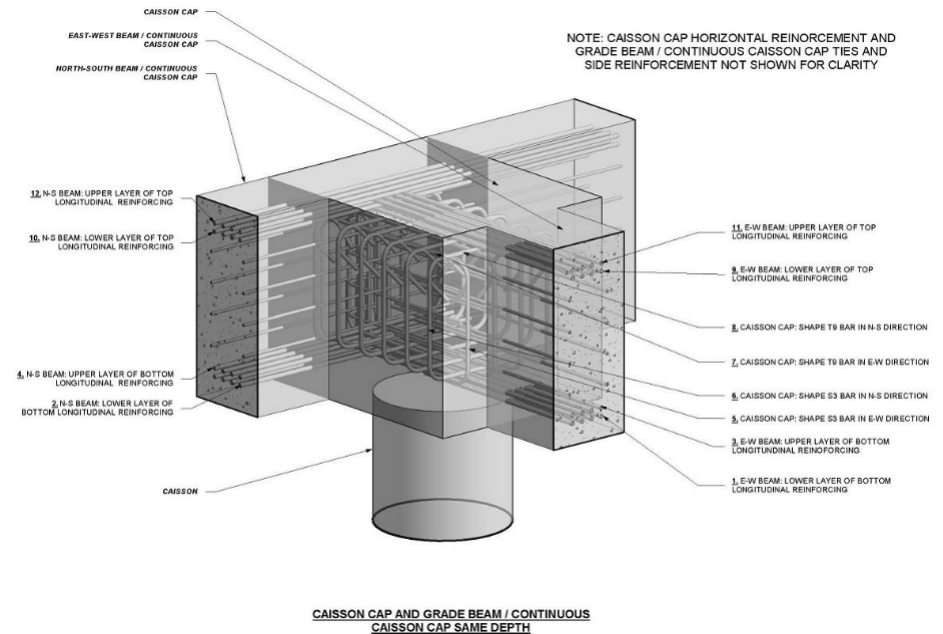 CAISSON CAP
EAST-WEST BEAM / CONTINUOUS
CAISSON CAP
NORTH-SOUTH BEAM / CONTINUOUS
CAISSON CAP
NOTE: CAISSON CAP HORIZONTAL REINORCEMENT AND
GRADE BEAM / CONTINUOUS CAISSON CAP TIES AND
SIDE REINFORCEMENT NOT SHOWN FOR CLARITY
12. N-S BEAM: UPPER LAYER OF TOP
LONGITUDINAL REINFORCING
10. N-S BEAM: LOWER LAYER OF TOP
LONGITUDINAL REINFORCING
4. N-S BEAM: UPPER LAYER OF BOTTOM
LONGITUDINAL REINFORCING
2. N-S BEAM: LOWER LAYER OF
BOTTOM LONGITUDINAL REINFORCING
CAISSON
11. E-W BEAM: UPPER LAYER OF TOP
LONGITUDINAL REINFORCING
9. E-W BEAM: LOWER LAYER OF TOP
LONGITUDINAL REINFORCING
8. CAISSON CAP: SHAPE T9 BAR IN N-S DIRECTION
7. CAISSON CAP: SHAPE T9 BAR IN E-W DIRECTION
6. CAISSON CAP: SHAPE S3 BAR IN N-S DIRECTION
5. CAISSON CAP: SHAPE S3 BAR IN E-W DIRECTION
3. E-W BEAM: UPPER LAYER OF BOTTOM
LONGITUNDINAL REINOFORCING
1. E-W BEAM: LOWER LAYER OF BOTTOM
LONGITUDINAL REINFORCING
CAISSON CAP AND GRADE BEAM / CONTINUOUS
CAISSON CAP SAME DEPTH